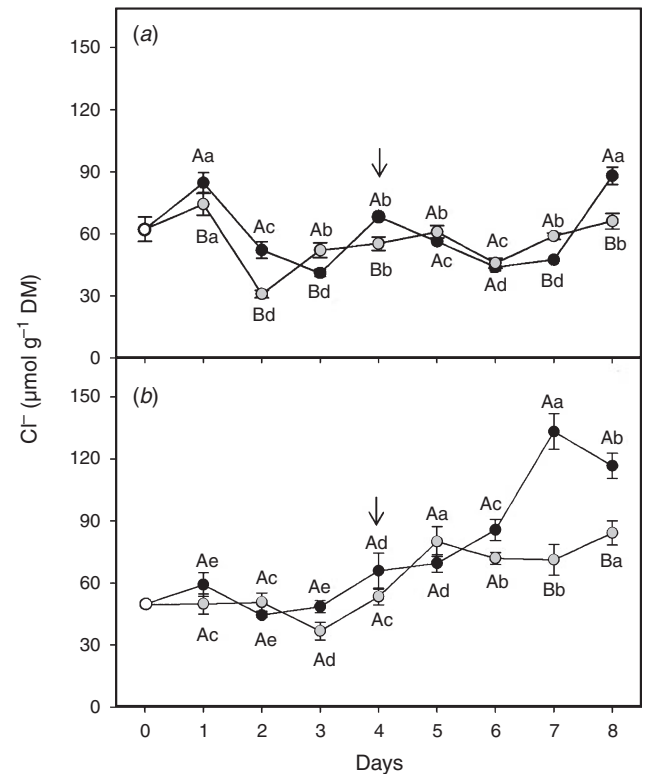 (a)
150
120
90
60
30
0
Aa
Ba
Ac
Bd
Ab
Bd
Ab
Bb
Ab
Ac
Ac
Ad
Ab
Bd
Aa
Bb
Cl⁻ (μmol g⁻¹ DM)
(b)
150
120
90
60
30
0
Ae
Ac
Ac
Ae
Ae
Ad
Ad
Ac
Aa
Ad
Ac
Ab
Aa
Bb
Ab
Ba
0 1 2 3 4 5 6 7 8
Days